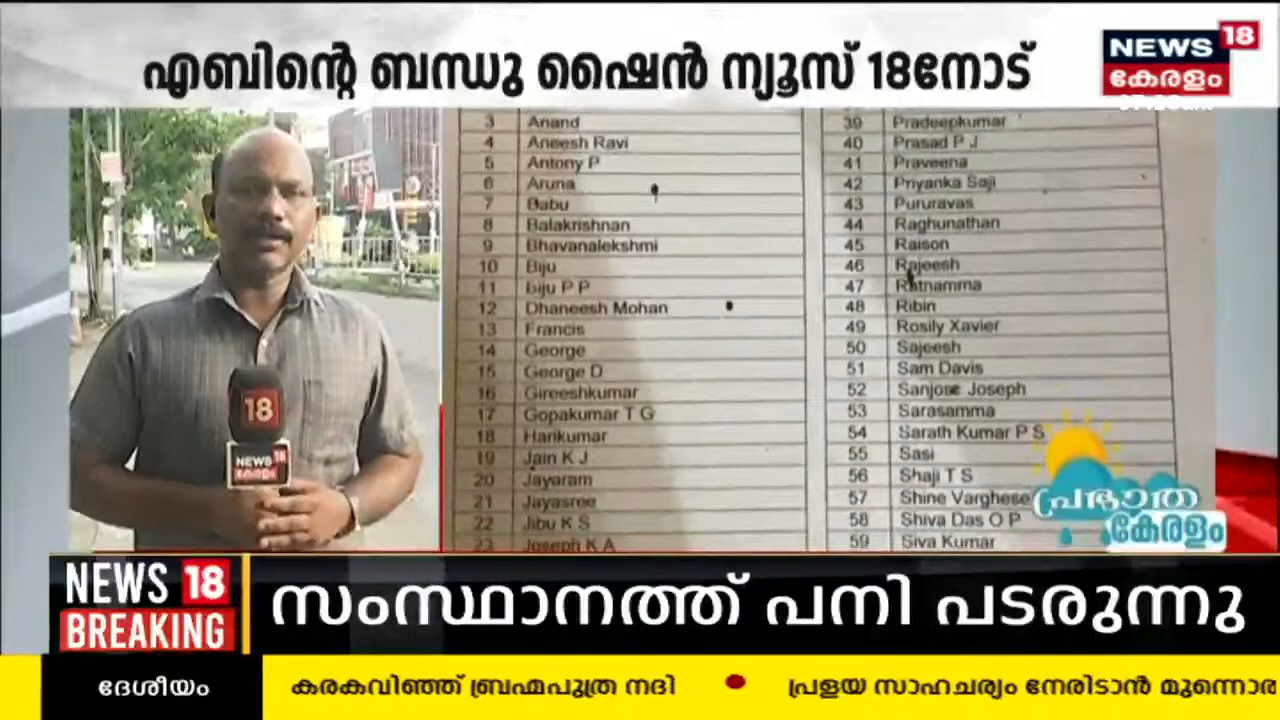 എബിന്റെ ബന്ധു ഷൈൻ ന്യൂസ് 18നോട്
NEWS 18
കേരളം
3 Anand
4 Aneesh Ravi
5 Antony P
6 Aruna
7 Babu
8 Balakrishnan
9 Bhavanalekshmi
10 Biju
11 Biju P P
12 Dhaneesh Mohan
13 Francis
14 George
15 George D
16 Gireeshkumar
17 Gopakumar T G
18 Harikumar
19 Jain K J
20 Jayaram
21 Jayasree
22 Jibu K S
23 Joseph K A
39 Pradeepkumar
40 Prasad P J
41 Praveena
42 Priyanka Saji
43 Pururavas
44 Raghunathan
45 Raison
46 Rajeesh
47 Ratnamma
48 Ribin
49 Rosily Xavier
50 Sajeesh
51 Sam Davis
52 Sanjose Joseph
53 Sarasamma
54 Sarath Kumar P S
55 Sasi
56 Shaji T S
57 Shine Varghese
58 Shiva Das O P
59 Siva Kumar
18
NEWS 18
കേരളം
പ്രഭാത
കേരളം
NEWS 18
BREAKING
സംസ്ഥാനത്ത് പനി പടരുന്നു
ദേശീയം
കരകവിഞ്ഞ് ബ്രഹ്മപുത്ര നദി
പ്രളയ സാഹചര്യം നേരിടാൻ മുന്നൊര